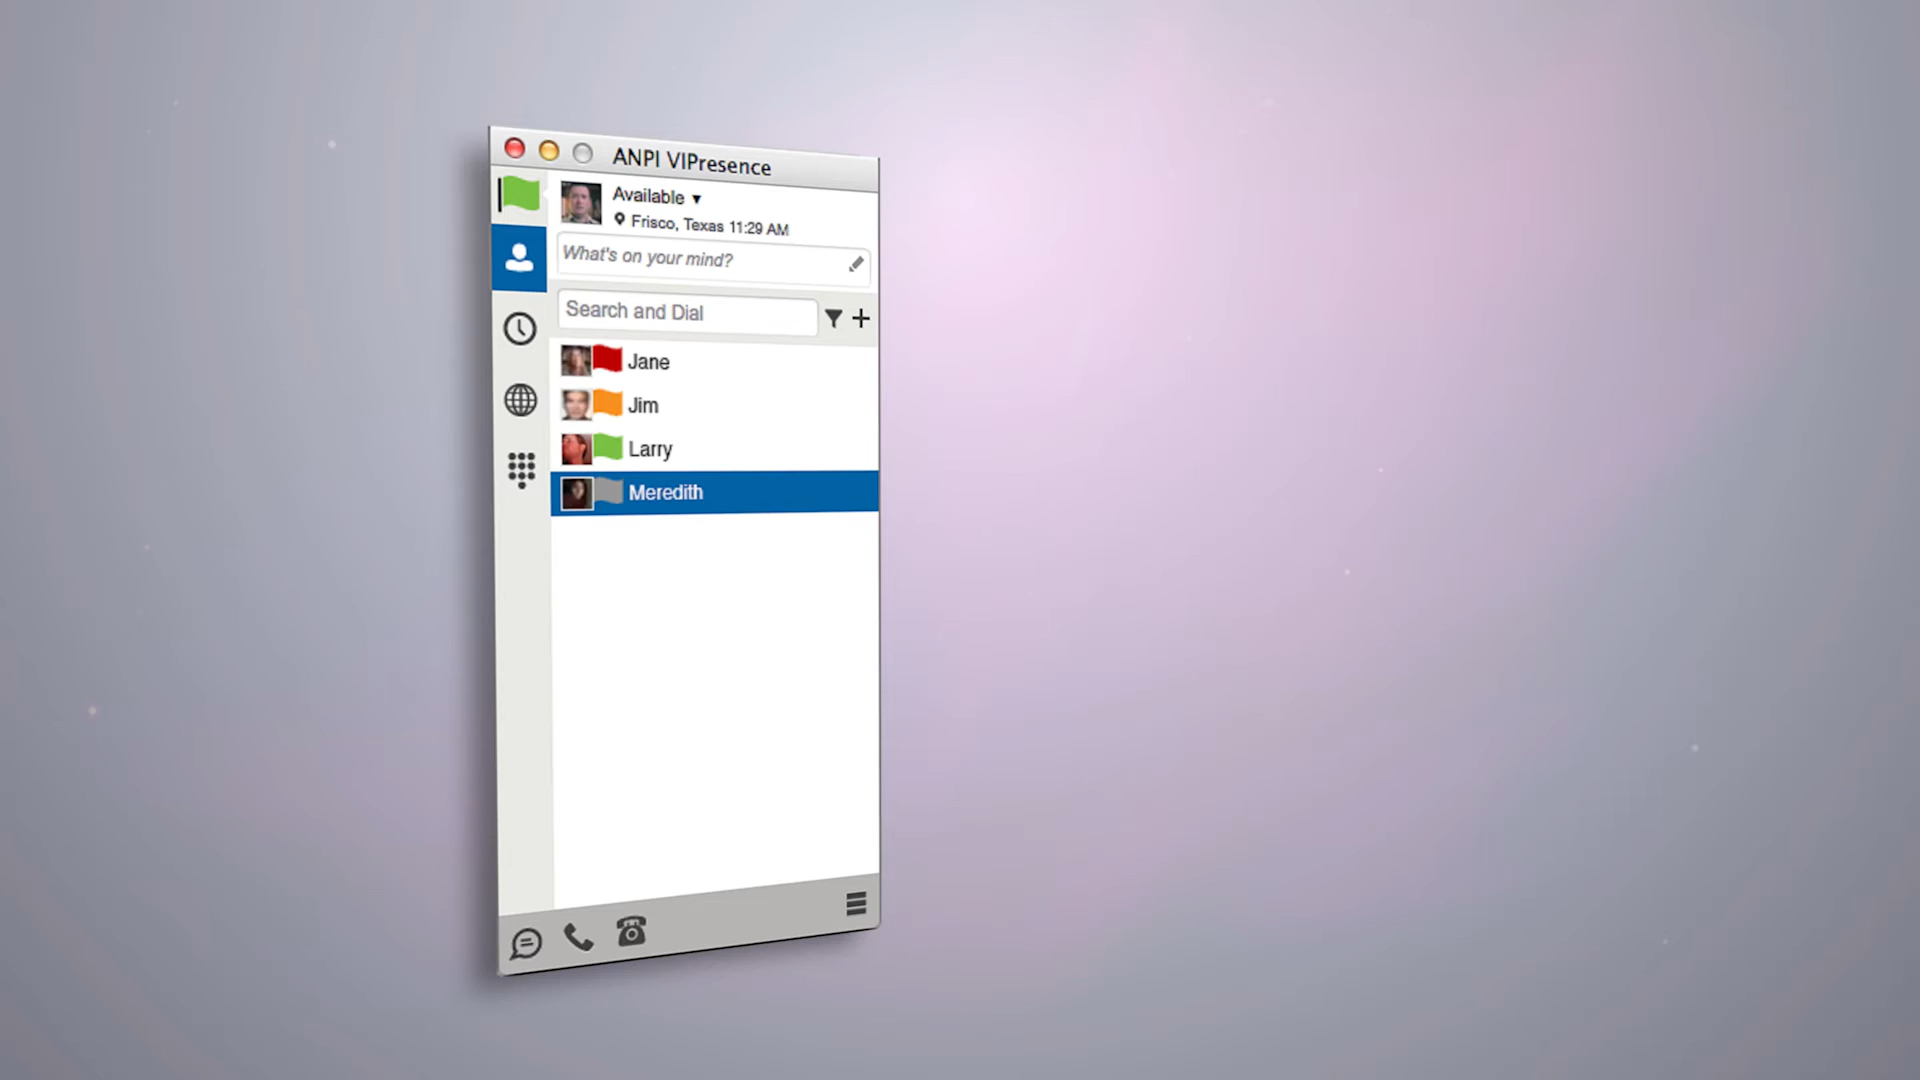 ANPI VIPresence
Available
Frisco, Texas 11:29 AM
What's on your mind?
Search and Dial
Jane
Jim
Larry
Meredith